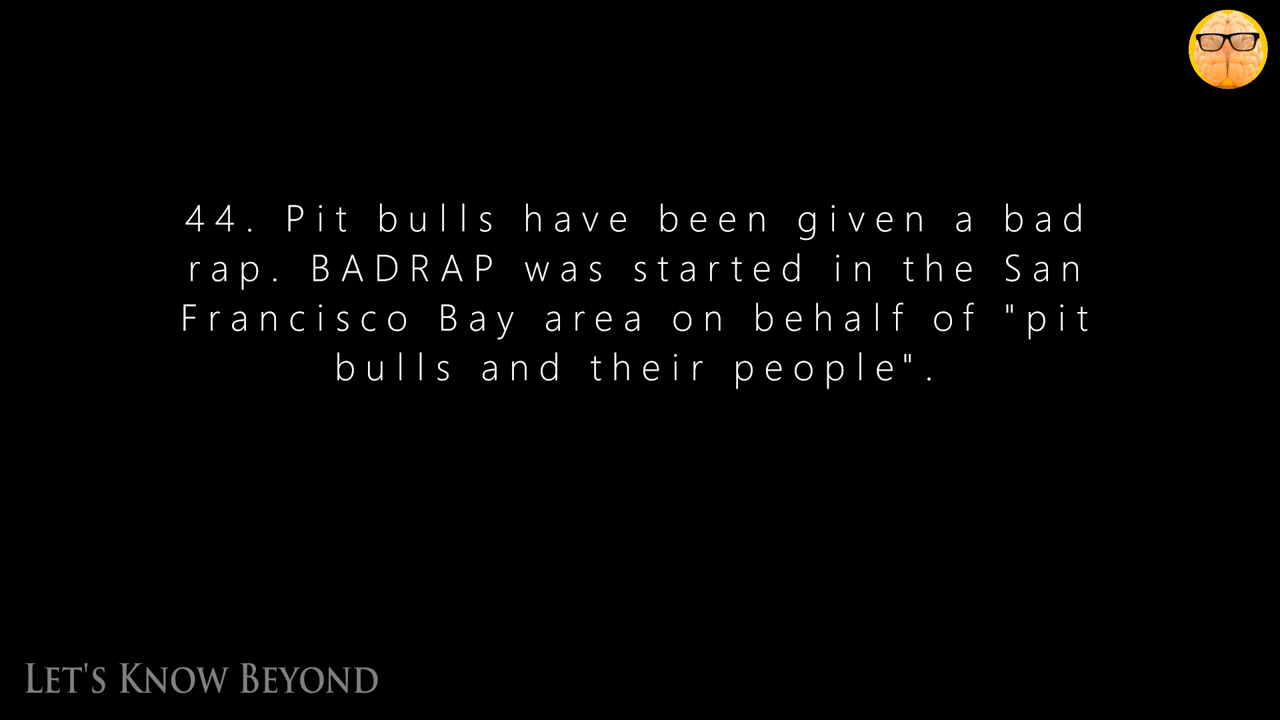 44. Pit bulls have been given a bad
rap. BADRAP was started in the San
Francisco Bay area on behalf of "pit
bulls and their people".
Let's Know Beyond